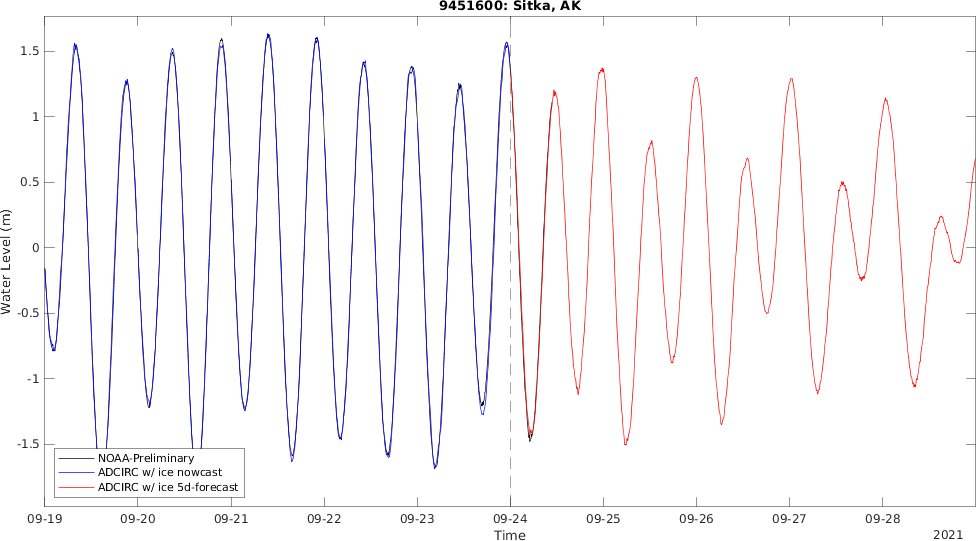 9451600: Sitka, AK
1.5
1
0.5
0
-0.5
-1
-1.5
Water Level (m)
NOAA-Preliminary
ADCIRC w/ ice nowcast
ADCIRC w/ ice 5d-forecast
09-19 09-20 09-21 09-22 09-23 09-24 09-25 09-26 09-27 09-28
Time
2021